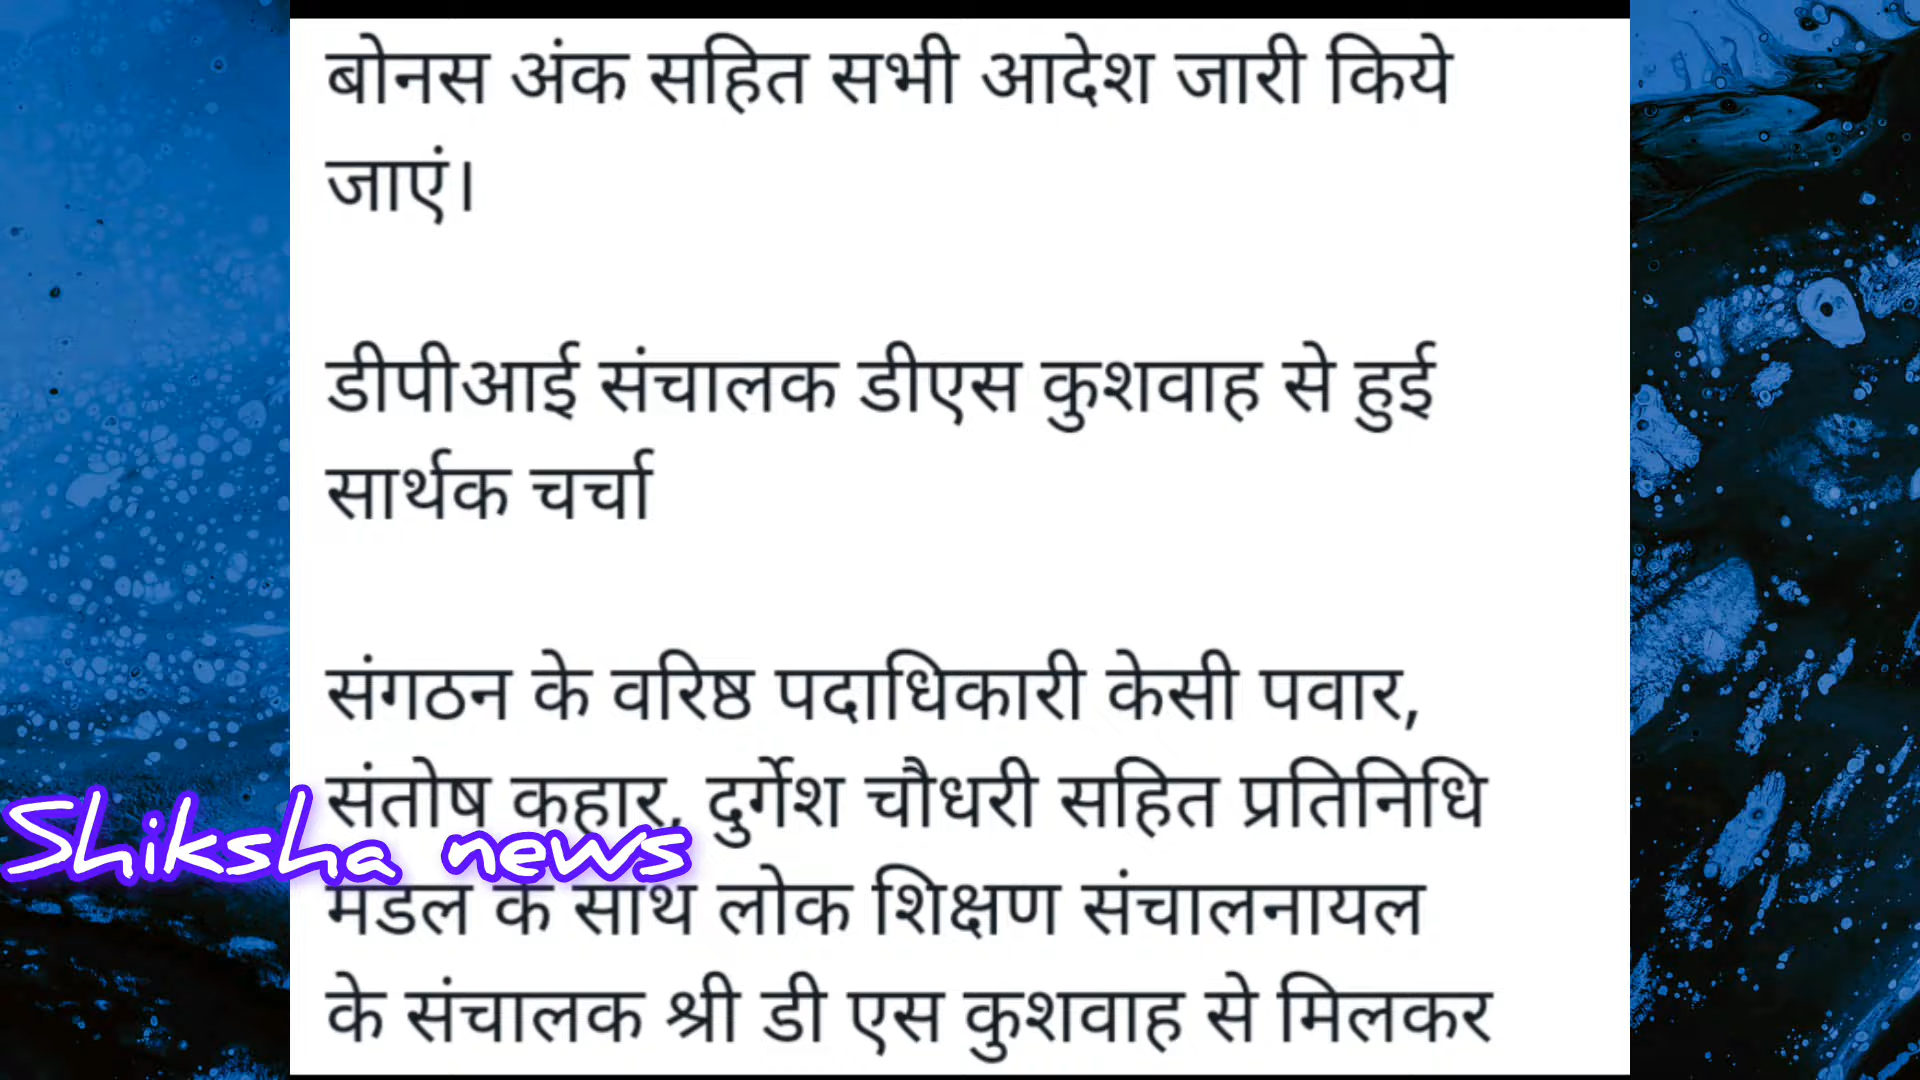 बोनस अंक सहित सभी आदेश जारी किये
जाएं।
डीपीआई संचालक डीएस कुशवाह से हुई
सार्थक चर्चा
संगठन के वरिष्ठ पदाधिकारी केसी पवार,
संतोष कहार, दुर्गेश चौधरी सहित प्रतिनिधि
Shiksha news
मंडल के साथ लोक शिक्षण संचालनायल
के संचालक श्री डी एस कुशवाह से मिलकर